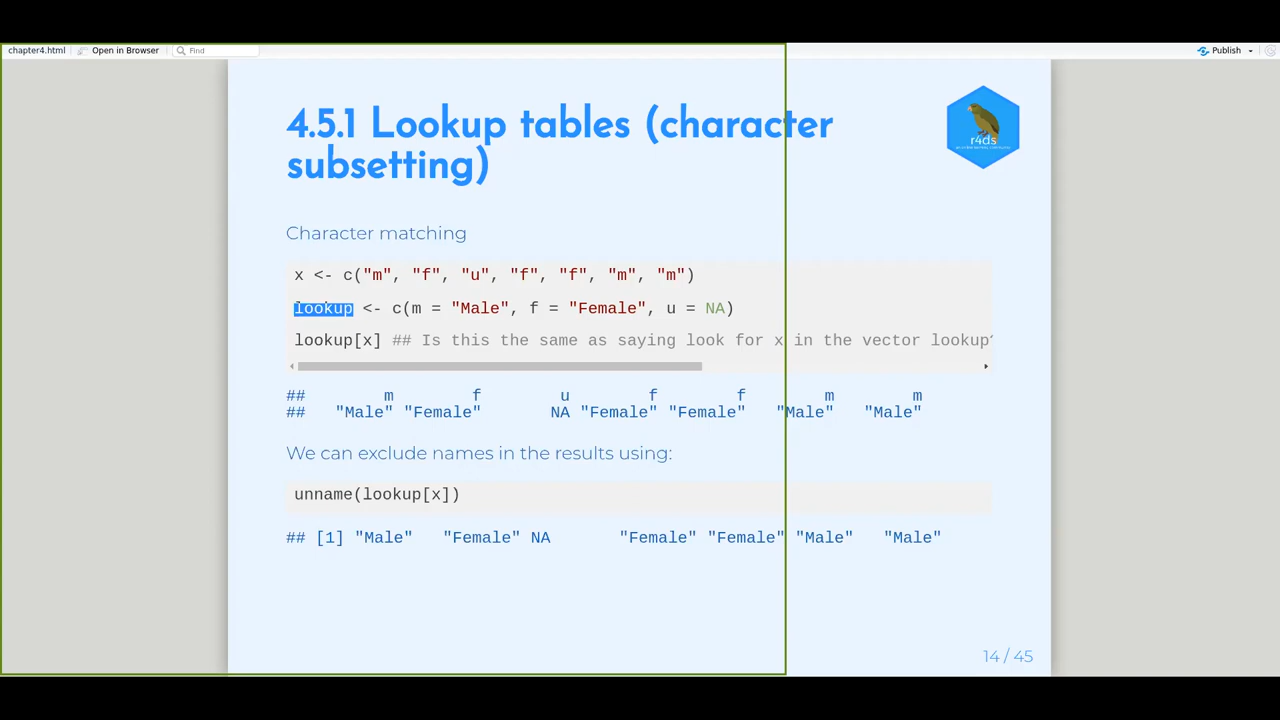 chapter4.html Open in Browser Find Publish
4.5.1 Lookup tables (character
subsetting)
r4ds
Character matching
x <- c("m", "f", "u", "f", "f", "m", "m")
lookup <- c(m = "Male", f = "Female", u = NA)
lookup[x] ## Is this the same as saying look for x in the vector lookup?
##        m        f        u        f        f        m        m
##   "Male" "Female"       NA "Female" "Female"   "Male"   "Male"
We can exclude names in the results using:
unname(lookup[x])
## [1] "Male"   "Female" NA       "Female" "Female" "Male"   "Male"
14 / 45